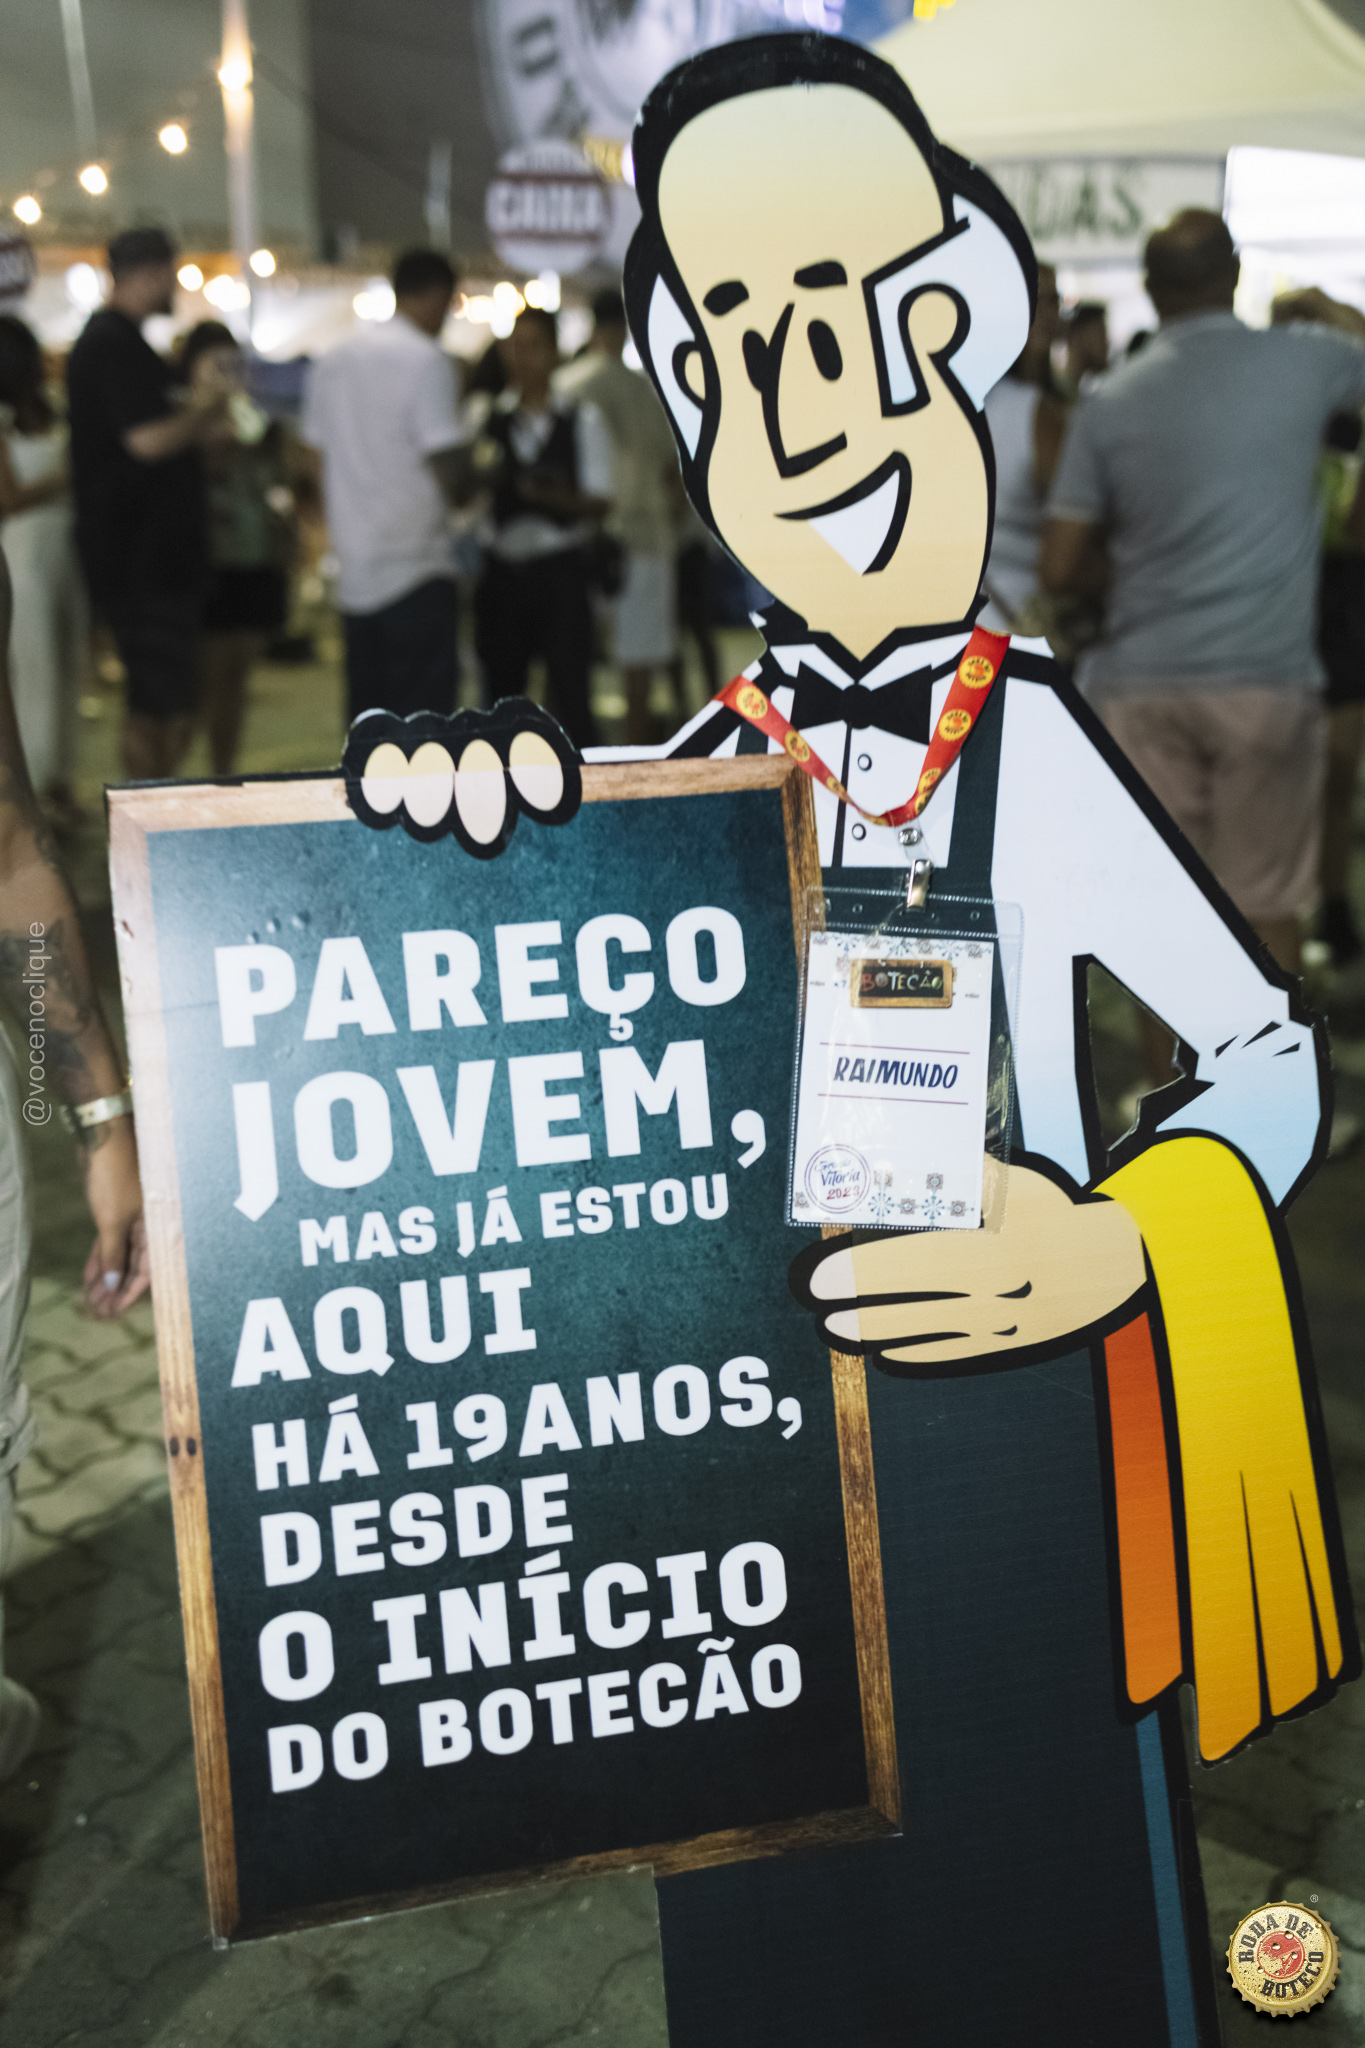 CAIXA
PAREÇO
JOVEM,
MAS JÁ ESTOU
AQUI
HÁ 19 ANOS,
DESDE
O INÍCIO
DO BOTECÃO
BOTECÃO
RAIMUNDO
Vitória
2023
@vocenoclique
RODA DE
BOTECO
®